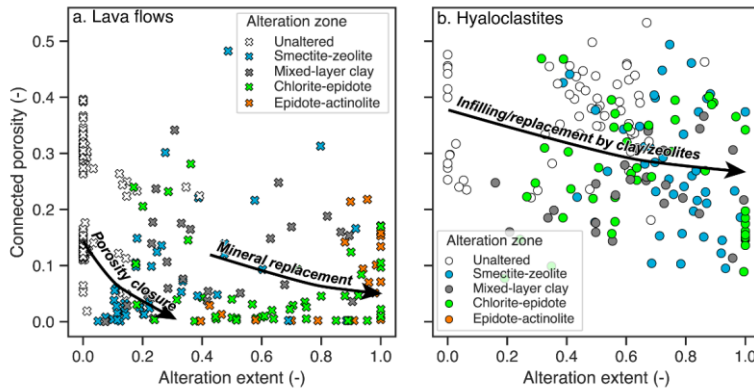 a. Lava flows
Alteration zone
Unaltered
Smectite-zeolite
Mixed-layer clay
Chlorite-epidote
Epidote-actinolite
Porosity closure
Mineral replacement
Connected porosity (-)
0.5
0.4
0.3
0.2
0.1
0.0
0.0 0.2 0.4 0.6 0.8 1.0
Alteration extent (-)
b. Hyaloclastites
Infilling/replacement by clay/zeolites
Alteration zone
Unaltered
Smectite-zeolite
Mixed-layer clay
Chlorite-epidote
Epidote-actinolite
0.0 0.2 0.4 0.6 0.8 1.0
Alteration extent (-)